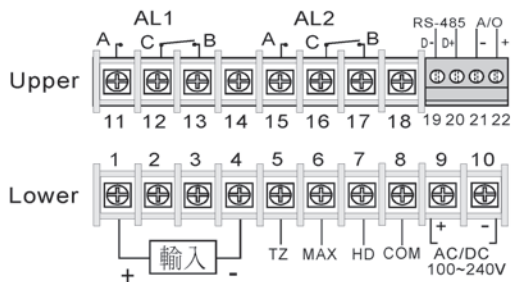 AL1 AL2 RS-485 A/O
A C B A C B D- D+ - +
Upper
11 12 13 14 15 16 17 18 19 20 21 22
1 2 3 4 5 6 7 8 9 10
Lower
+ 輸入 - TZ MAX HD COM + -
AC/DC
100~240V